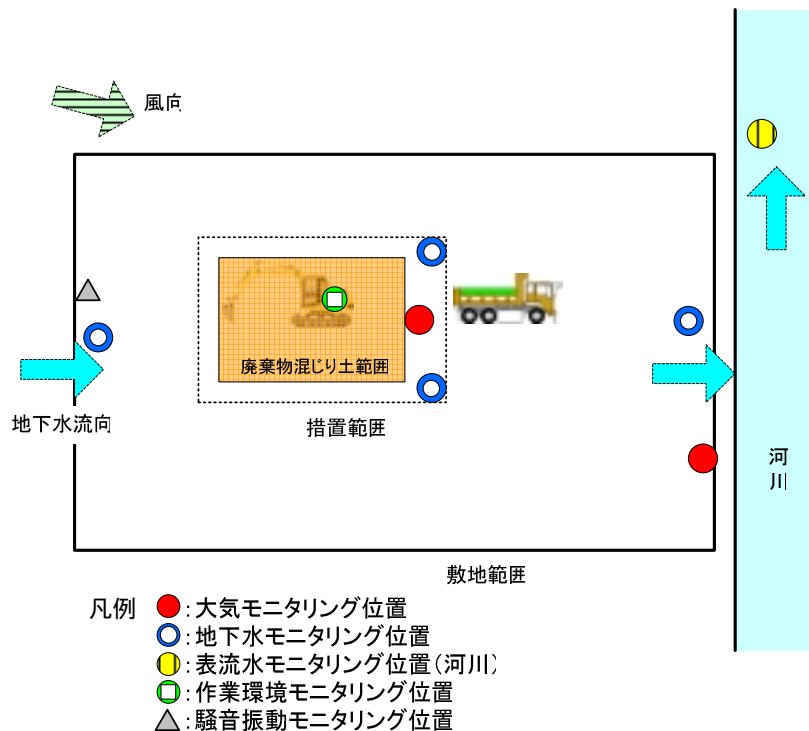 風向
廃棄物混じり土範囲
地下水流向
措置範囲
河
川
敷地範囲
凡例
:大気モニタリング位置
:地下水モニタリング位置
:表流水モニタリング位置(河川)
:作業環境モニタリング位置
:騒音振動モニタリング位置